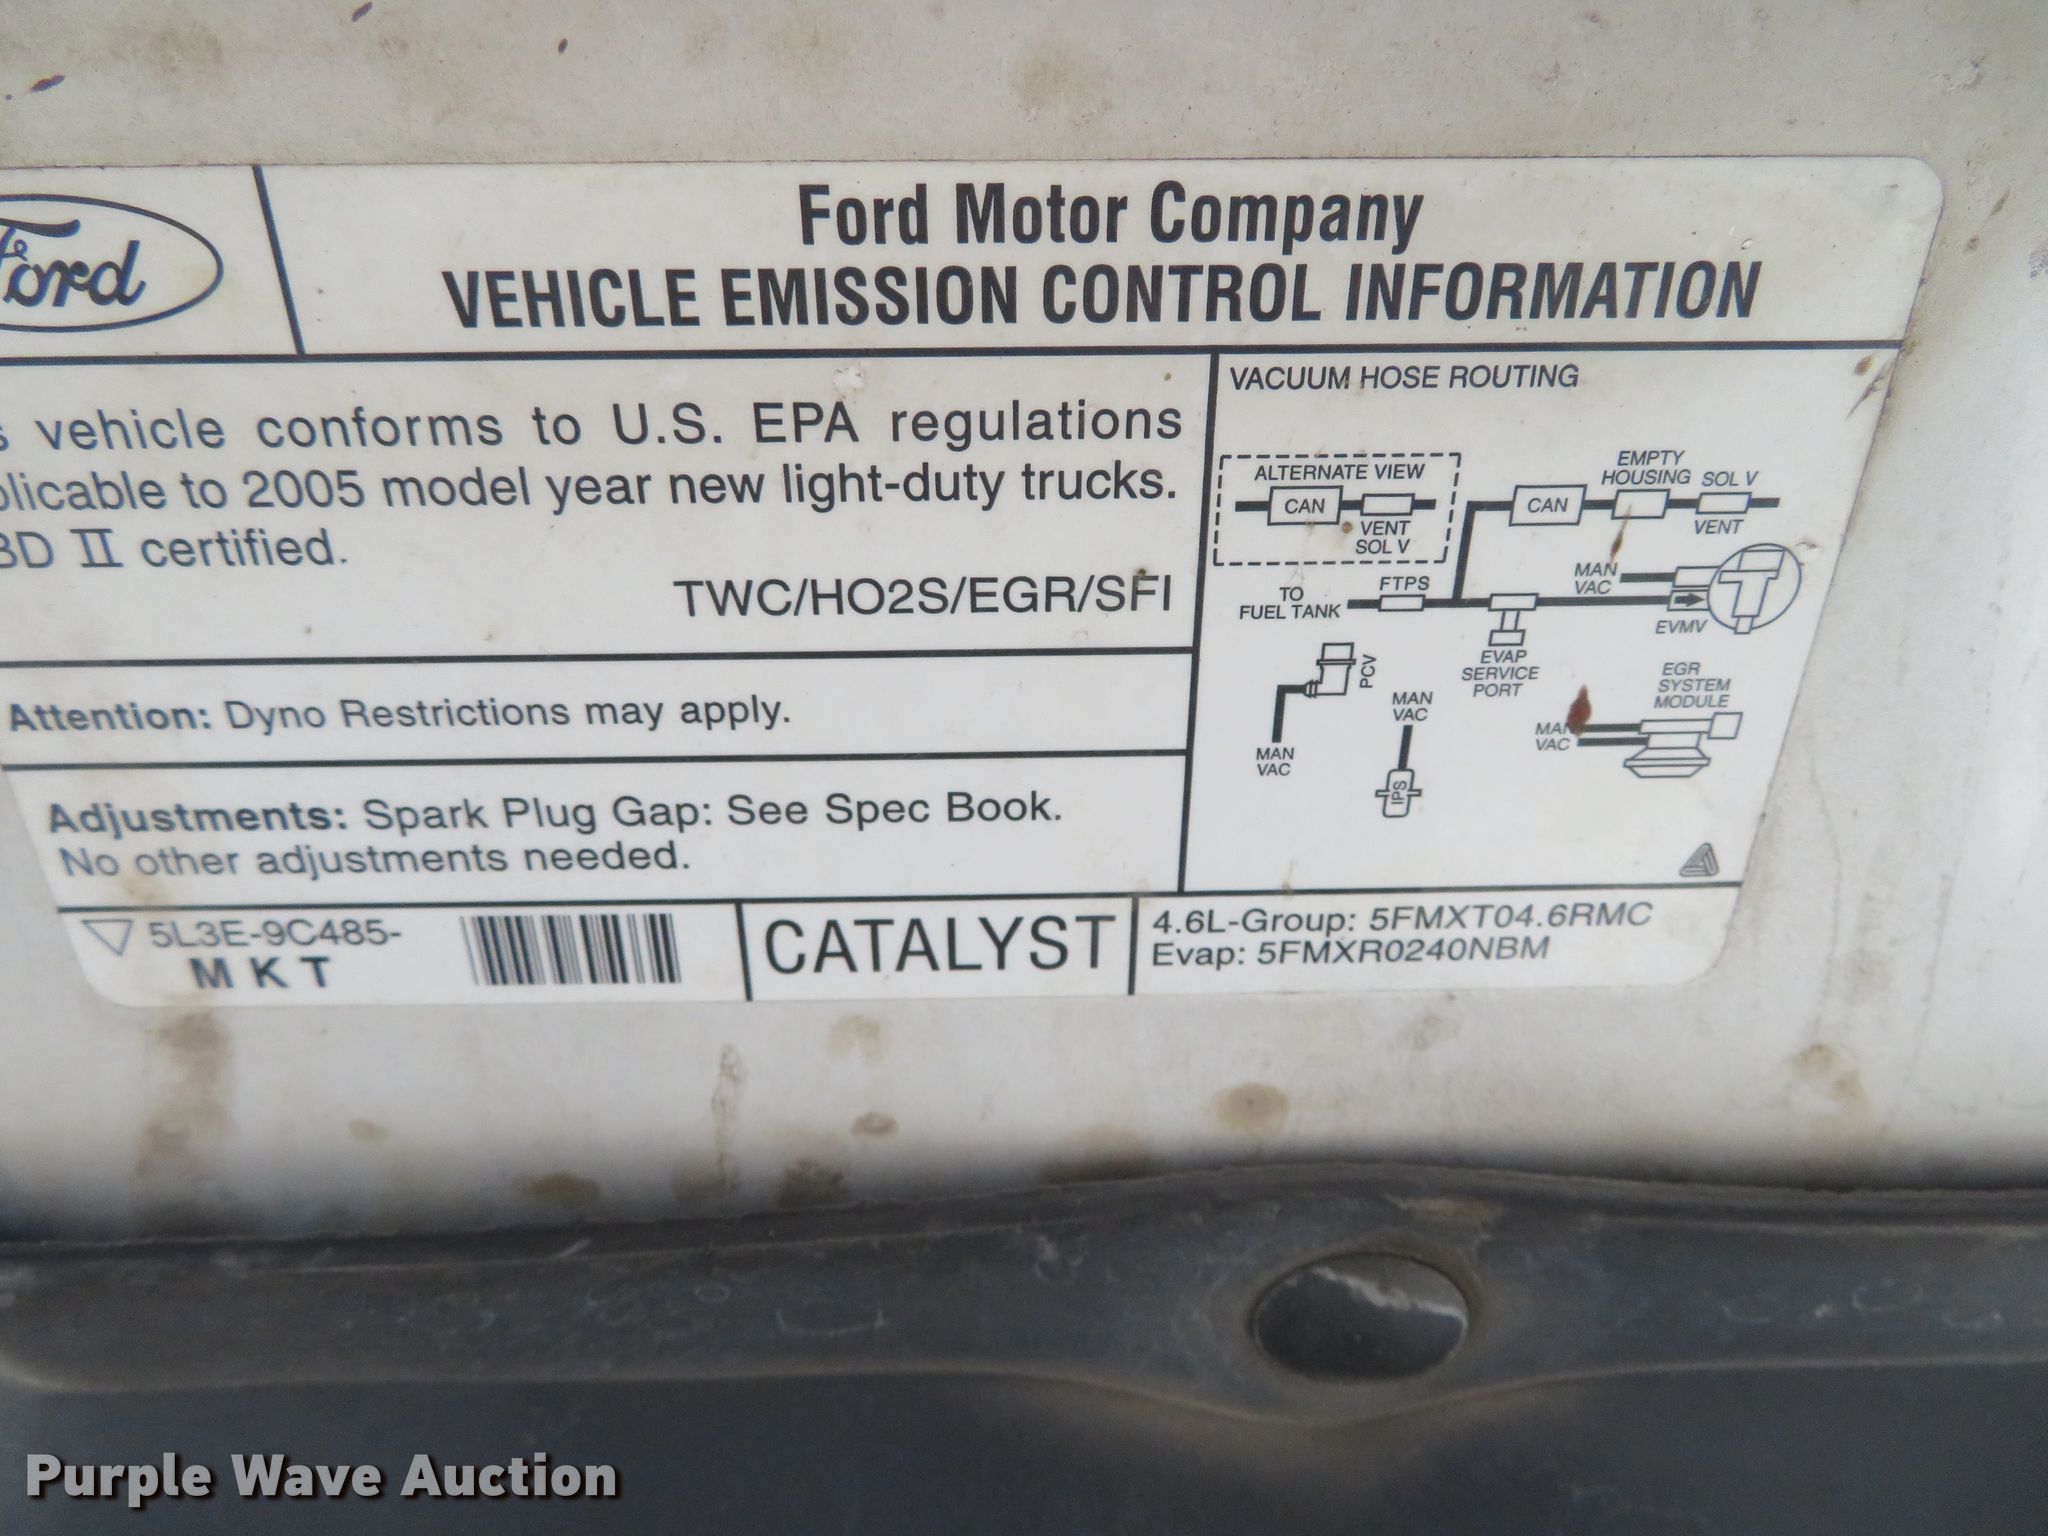 Ford
Ford Motor Company
VEHICLE EMISSION CONTROL INFORMATION
s vehicle conforms to U.S. EPA regulations
plicable to 2005 model year new light-duty trucks.
BD II certified.
TWC/HO2S/EGR/SFI
Attention: Dyno Restrictions may apply.
Adjustments: Spark Plug Gap: See Spec Book.
No other adjustments needed.
VACUUM HOSE ROUTING
ALTERNATE VIEW
CAN
VENT
SOL V
CAN
EMPTY
HOUSING
SOL V
VENT
TO
FUEL TANK
FTPS
MAN
VAC
EVMV
EVAP
SERVICE
PORT
PCV
MAN
VAC
MAN
VAC
IPS
EGR
SYSTEM
MODULE
MAN
VAC
5L3E-9C485-
M K T
CATALYST
4.6L-Group: 5FMXT04.6RMC
Evap: 5FMXR0240NBM
Purple Wave Auction